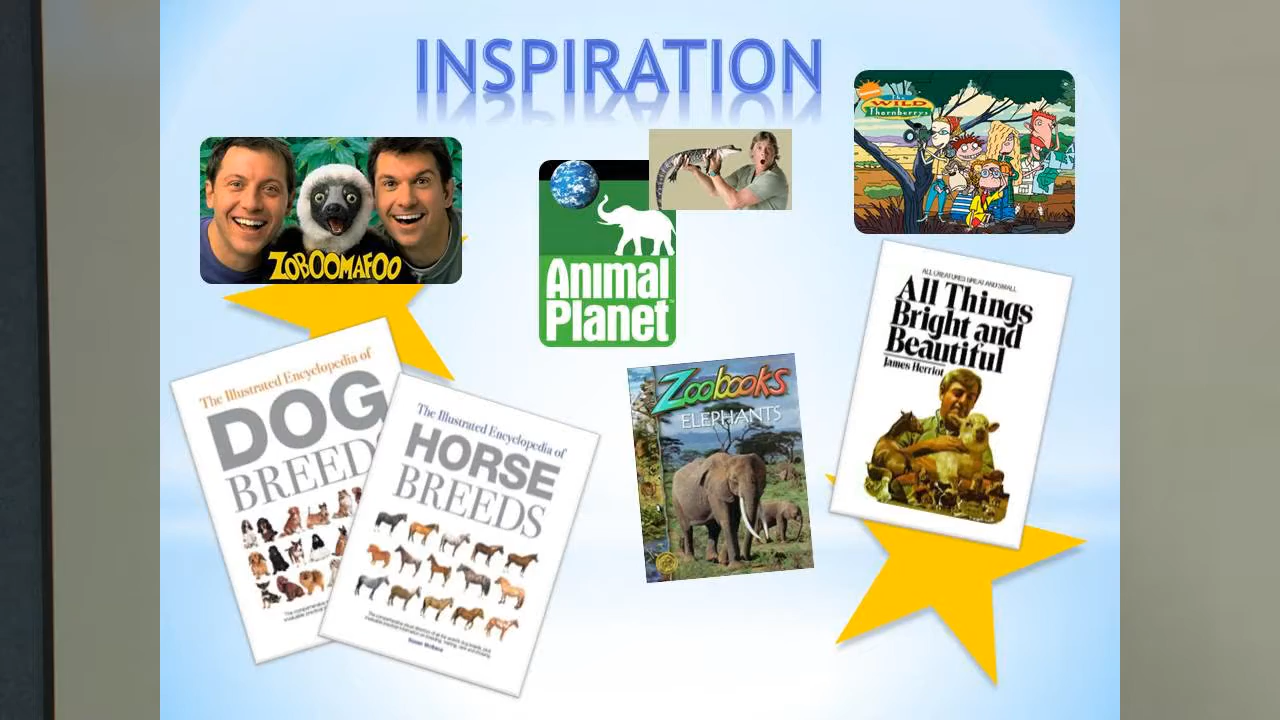 INSPIRATION
ZOBOOMAFOO
Animal
Planet
The
WILD
Thornberrys
ALL CREATURES GREAT AND SMALL
All Things
Bright and
Beautiful
James Herriot
The Illustrated Encyclopedia of
DOG
BREEDS
The Illustrated Encyclopedia of
HORSE
BREEDS
Zoobooks
ELEPHANTS